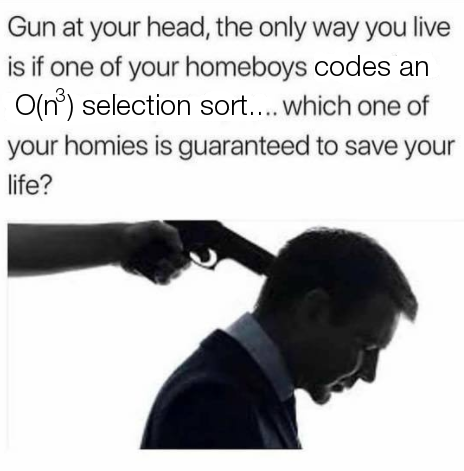 Gun at your head, the only way you live
is if one of your homeboys codes an
O(n³) selection sort.... which one of
your homies is guaranteed to save your
life?